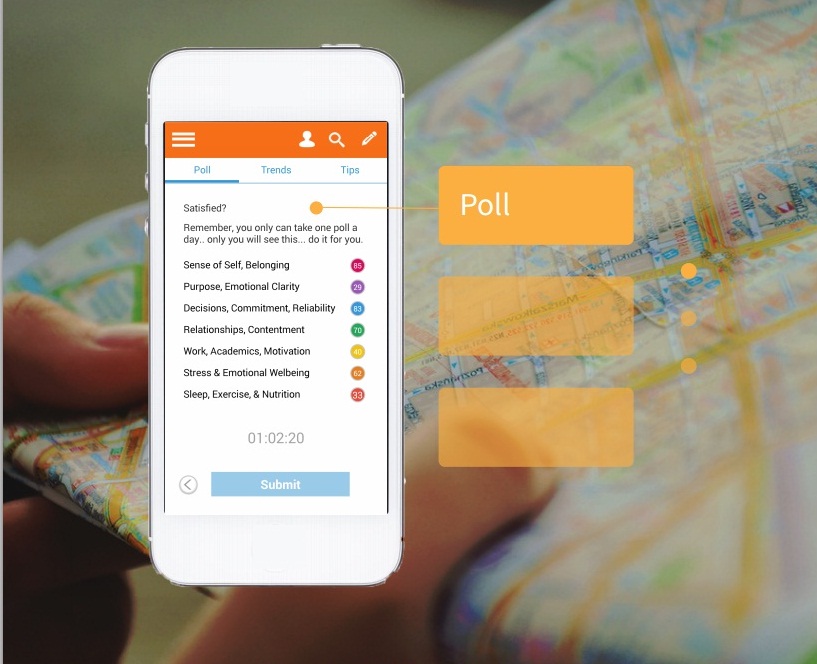 Poll Trends Tips
Satisfied?
Remember, you only can take one poll a
day.. only you will see this... do it for you.
Sense of Self, Belonging 85
Purpose, Emotional Clarity 29
Decisions, Commitment, Reliability 83
Relationships, Contentment 70
Work, Academics, Motivation 40
Stress & Emotional Wellbeing 62
Sleep, Exercise, & Nutrition 33
01:02:20
Submit
Poll